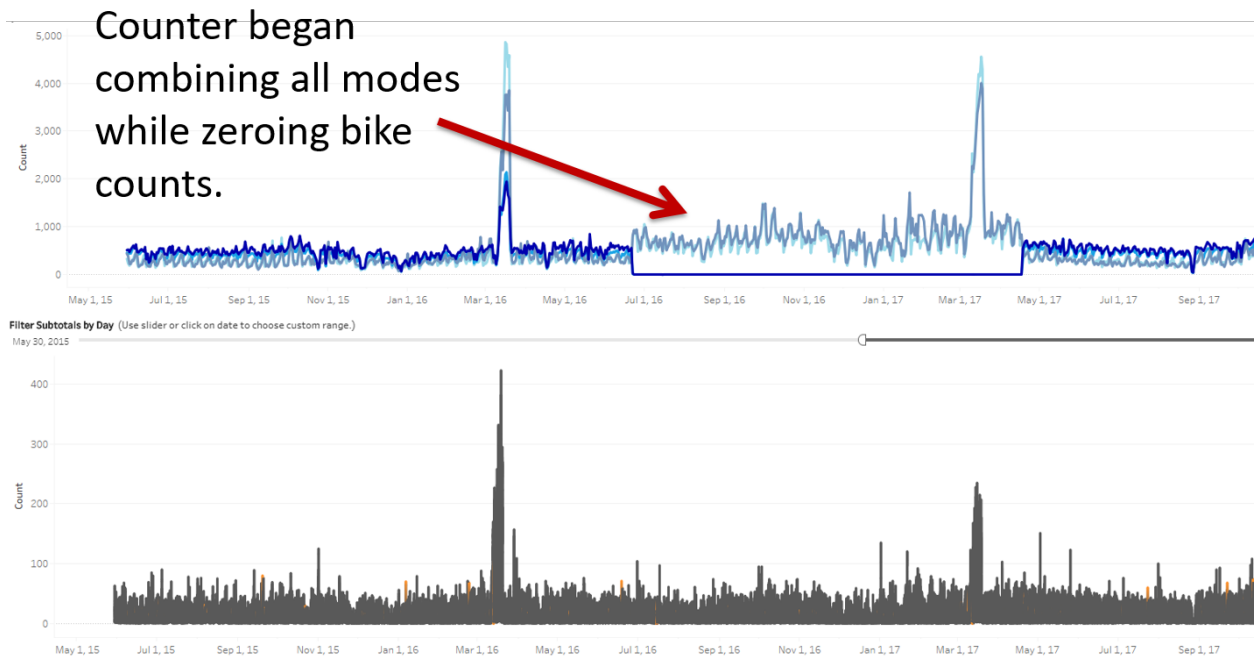 Counter began
combining all modes
while zeroing bike
counts.
5,000
4,000
3,000
2,000
1,000
0
Count
May 1, 15 Jul 1, 15 Sep 1, 15 Nov 1, 15 Jan 1, 16 Mar 1, 16 May 1, 16 Jul 1, 16 Sep 1, 16 Nov 1, 16 Jan 1, 17 Mar 1, 17 May 1, 17 Jul 1, 17 Sep 1, 17
Filter Subtotals by Day (Use slider or click on date to choose custom range.)
May 30, 2015
400
300
200
100
0
Count
May 1, 15 Jul 1, 15 Sep 1, 15 Nov 1, 15 Jan 1, 16 Mar 1, 16 May 1, 16 Jul 1, 16 Sep 1, 16 Nov 1, 16 Jan 1, 17 Mar 1, 17 May 1, 17 Jul 1, 17 Sep 1, 17